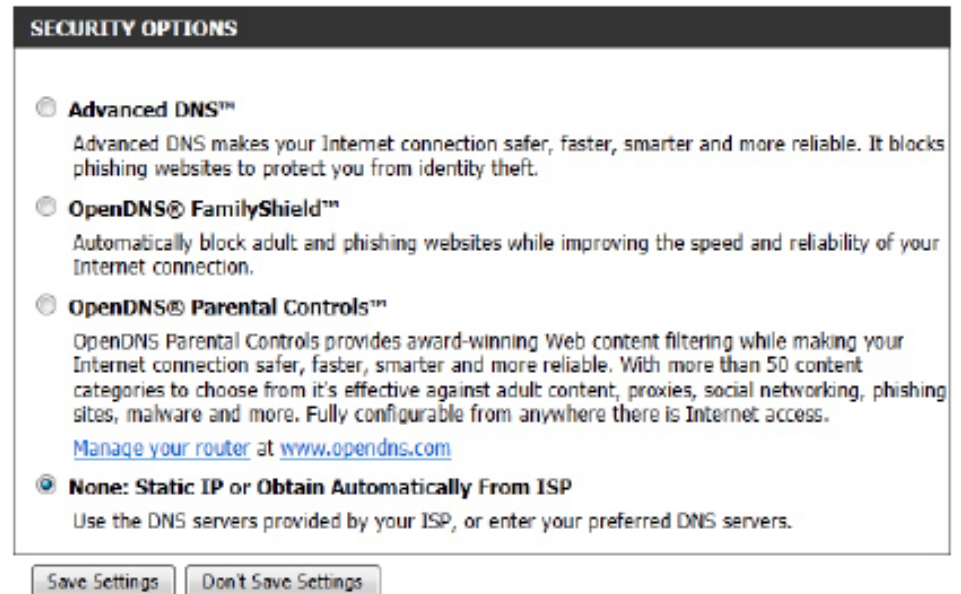 SECURITY OPTIONS
Advanced DNS™
Advanced DNS makes your Internet connection safer, faster, smarter and more reliable. It blocks
phishing websites to protect you from identity theft.
OpenDNS® FamilyShield™
Automatically block adult and phishing websites while improving the speed and reliability of your
Internet connection.
OpenDNS® Parental Controls™
OpenDNS Parental Controls provides award-winning Web content filtering while making your
Internet connection safer, faster, smarter and more reliable. With more than 50 content
categories to choose from it's effective against adult content, proxies, social networking, phishing
sites, malware and more. Fully configurable from anywhere there is Internet access.
Manage your router at www.opendns.com
None: Static IP or Obtain Automatically From ISP
Use the DNS servers provided by your ISP, or enter your preferred DNS servers.
Save Settings Don't Save Settings